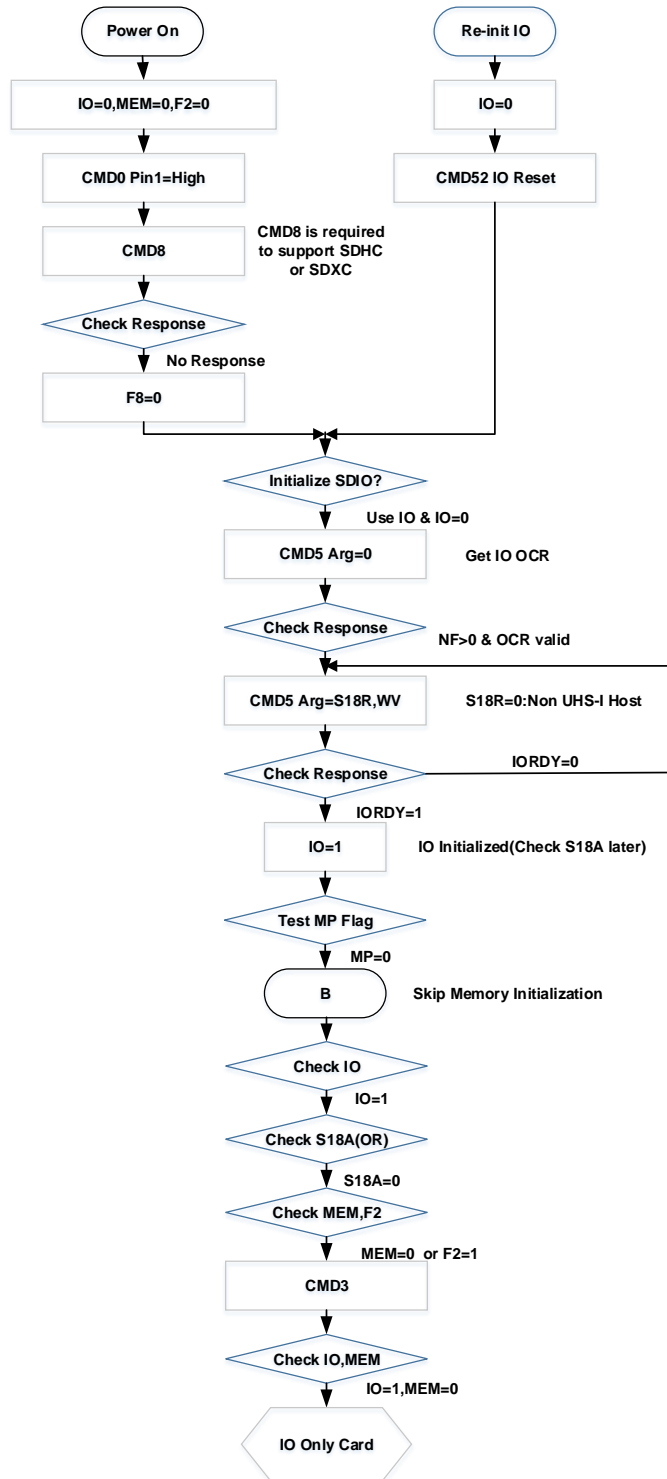 Power On
Re-init IO
IO=0,MEM=0,F2=0
IO=0
CMD0 Pin1=High
CMD52 IO Reset
CMD8
CMD8 is required
to support SDHC
or SDXC
Check Response
No Response
F8=0
Initialize SDIO?
Use IO & IO=0
CMD5 Arg=0
Get IO OCR
Check Response
NF>0 & OCR valid
CMD5 Arg=S18R,WV
S18R=0:Non UHS-I Host
Check Response
IORDY=0
IORDY=1
IO=1
IO Initialized(Check S18A later)
Test MP Flag
MP=0
B
Skip Memory Initialization
Check IO
IO=1
Check S18A(OR)
S18A=0
Check MEM,F2
MEM=0 or F2=1
CMD3
Check IO,MEM
IO=1,MEM=0
IO Only Card